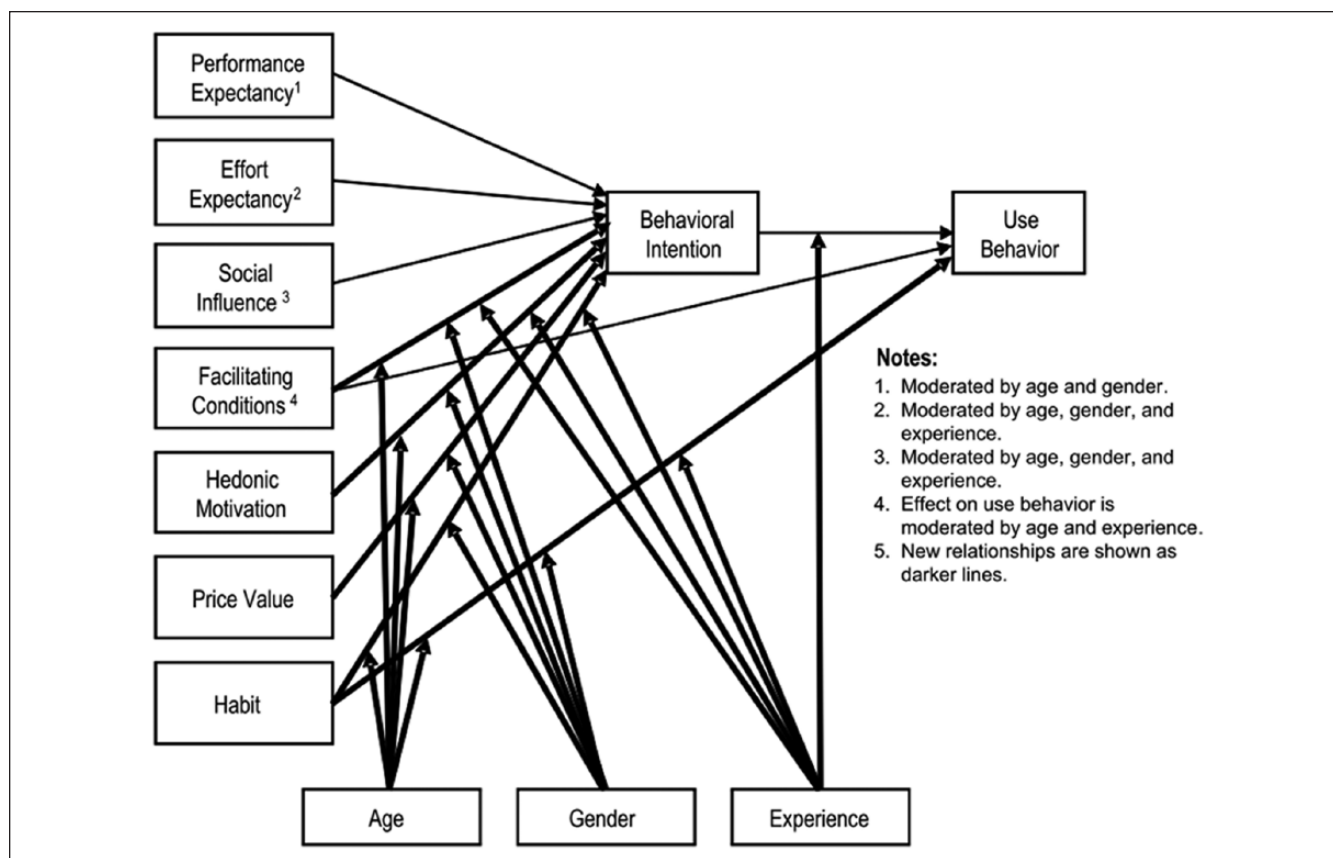 Performance
Expectancy¹
Effort
Expectancy²
Social
Influence ³
Facilitating
Conditions ⁴
Hedonic
Motivation
Price Value
Habit
Behavioral
Intention
Use
Behavior
Notes:
1. Moderated by age and gender.
2. Moderated by age, gender, and
experience.
3. Moderated by age, gender, and
experience.
4. Effect on use behavior is
moderated by age and experience.
5. New relationships are shown as
darker lines.
Age
Gender
Experience